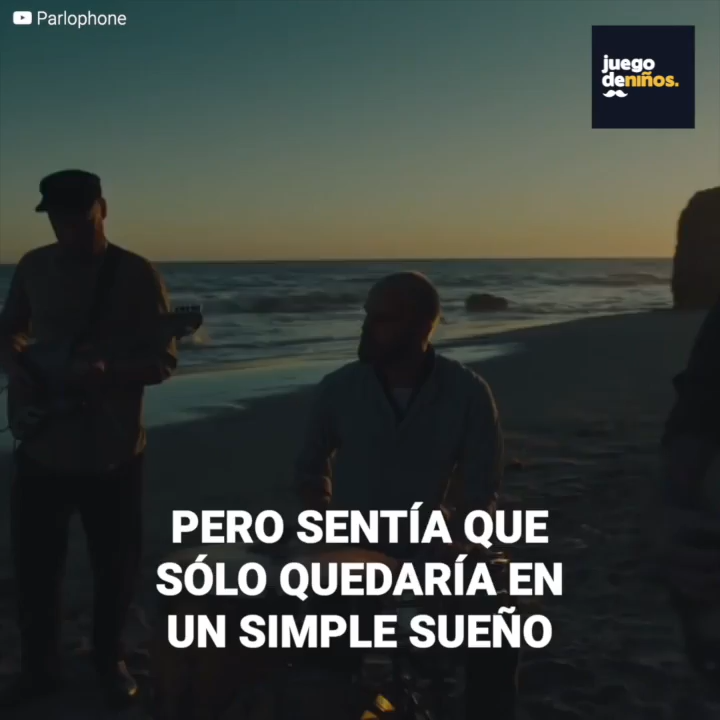 Parlophone
juego
deniños.
PERO SENTÍA QUE
SÓLO QUEDARÍA EN
UN SIMPLE SUEÑO